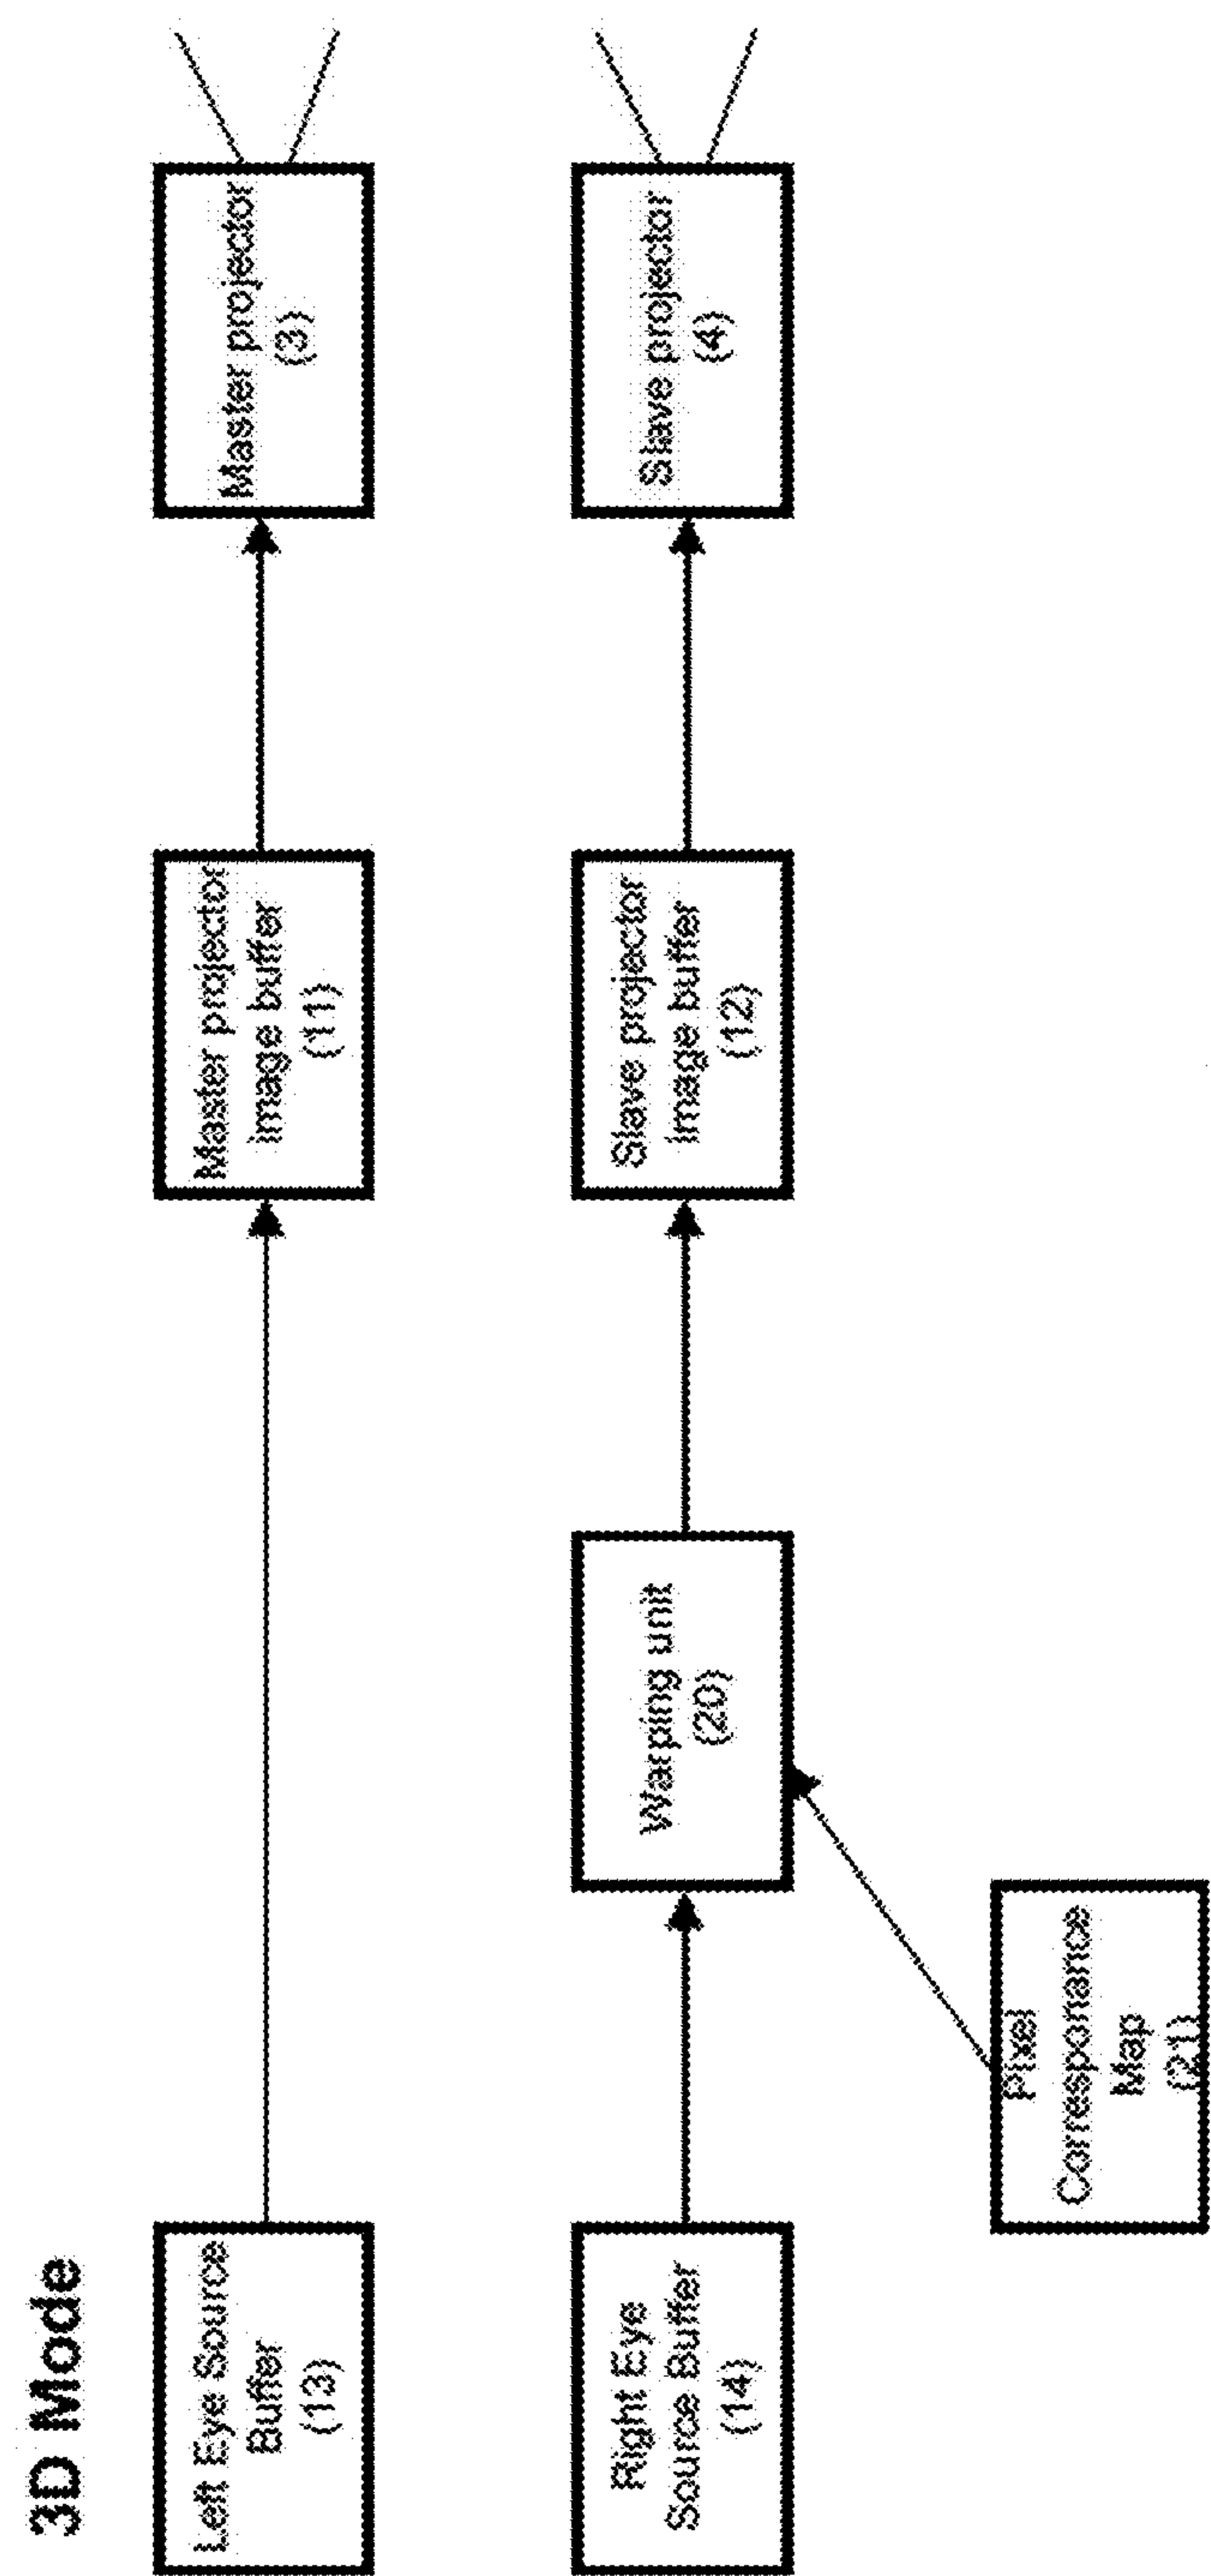 3D Mode
Left Eye Source
Buffer
(13)
Master projector
image buffer
(11)
Master projector
(3)
Right Eye
Source Buffer
(14)
Warping unit
(20)
Slave projector
image buffer
(12)
Slave projector
(4)
Pixel
Corresponance
Map
(21)